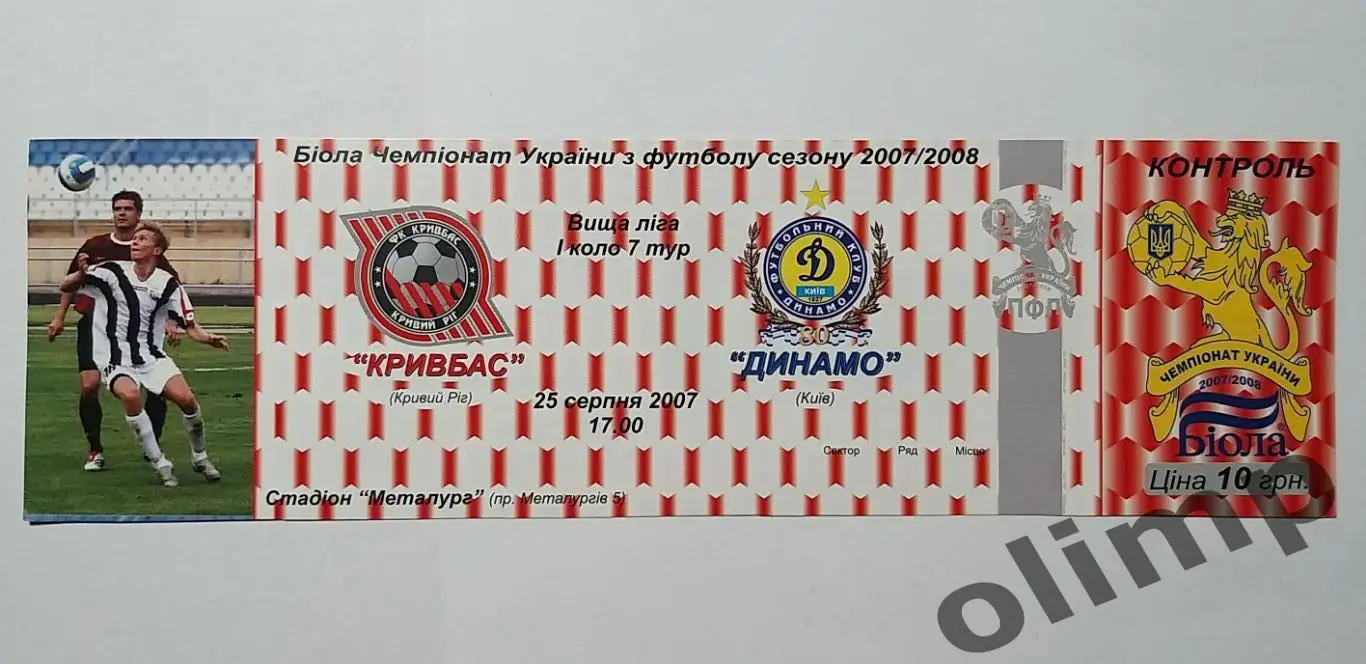 Біола Чемпіонат України з футболу сезону 2007/2008
КОНТРОЛЬ
Вища ліга
І коло 7 тур
ФК КРИВБАС
КРИВИЙ РІГ
ФУТБОЛЬНИЙ КЛУБ
Д
КИЇВ
1927
ДИНАМО
80
"КРИВБАС"
(Кривий Ріг)
"ДИНАМО"
(Київ)
25 серпня 2007
17.00
Сектор Ряд Місце
Стадіон "Металург" (пр. Металургів 5)
ЧЕМПІОНАТ УКРАЇНИ
ПФЛ
ЧЕМПІОНАТ УКРАЇНИ
2007/2008
Біола®
Ціна 10 грн.
olimp